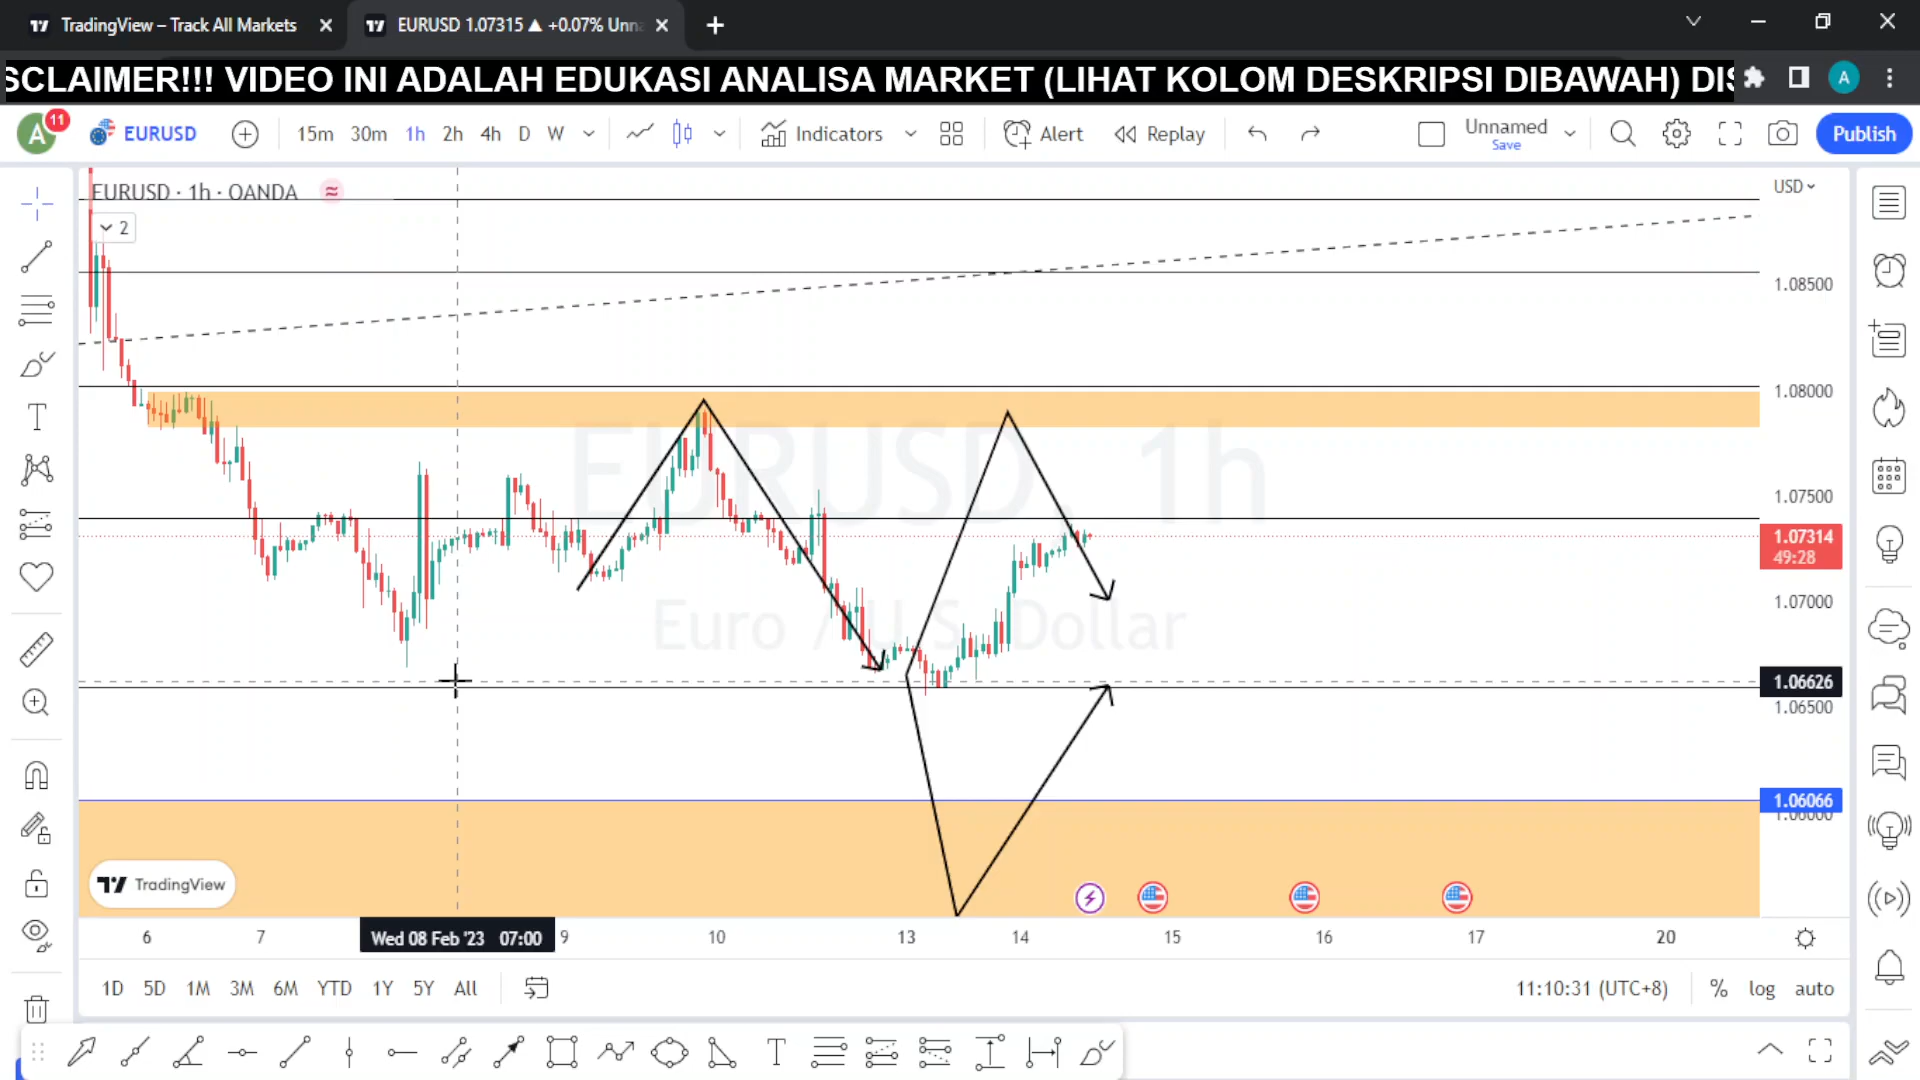 TradingView – Track All Markets
EURUSD 1.07315 ▲ +0.07% Unn
SCLAIMER!!! VIDEO INI ADALAH EDUKASI ANALISA MARKET (LIHAT KOLOM DESKRIPSI DIBAWAH) DIS
A
A 11 EURUSD 15m 30m 1h 2h 4h D W Indicators Alert Replay Unnamed Publish
Save
EURUSD · 1h · OANDA
USD
2
1.08500
1.08000
EURUSD, 1h
1.07500
1.07314
49:28
1.07000
Euro / U.S. Dollar
1.06626
1.06500
1.06066
1.06000
TradingView
6 7 Wed 08 Feb '23 07:00 9 10 13 14 15 16 17 20
1D 5D 1M 3M 6M YTD 1Y 5Y All 11:10:31 (UTC+8) % log auto
T